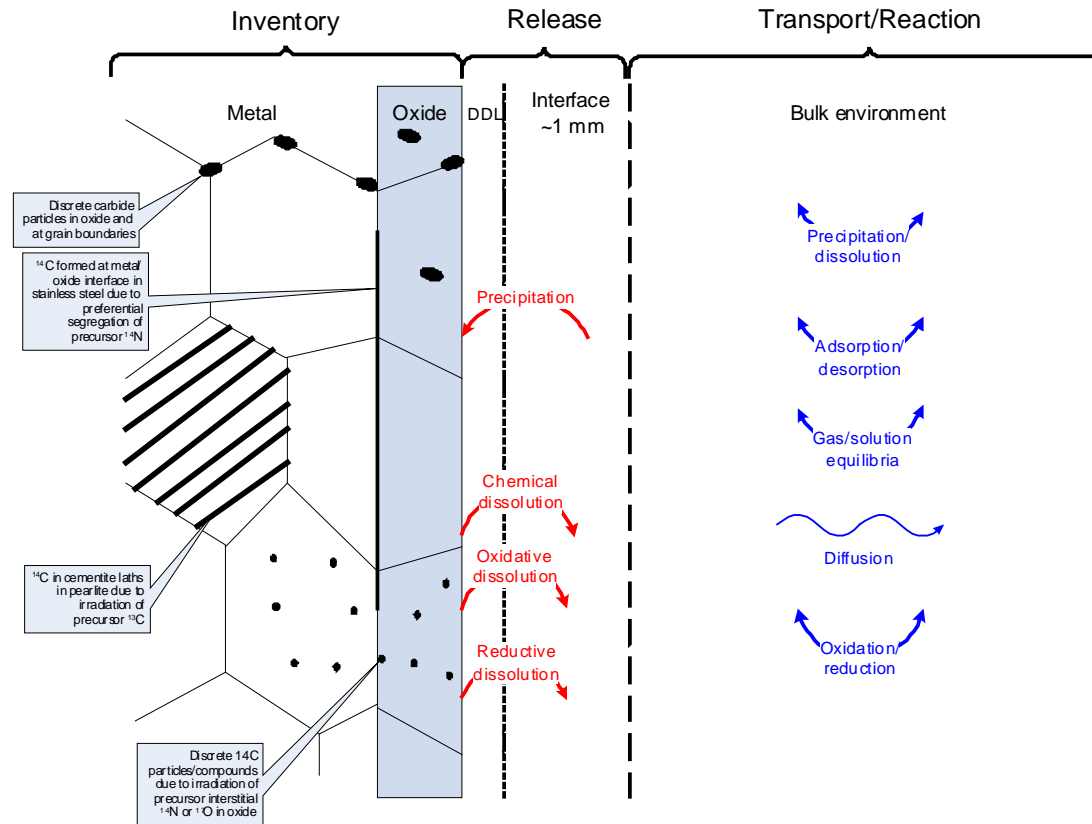 Inventory
Release
Transport/Reaction
Metal
Oxide
DDL
Interface
~1 mm
Bulk environment
Discrete carbide
particles in oxide and
at grain boundaries
¹⁴C formed at metal/
oxide interface in
stainless steel due to
preferential
segregation of
precursor ¹⁴N
¹⁴C in cementite laths
in pearlite due to
irradiation of
precursor ¹³C
Discrete 14C
particles/compounds
due to irradiation of
precursor interstitial
¹⁴N or ¹⁷O in oxide
Precipitation
Chemical
dissolution
Oxidative
dissolution
Reductive
dissolution
Precipitation/
dissolution
Adsorption/
desorption
Gas/solution
equilibria
Diffusion
Oxidation/
reduction